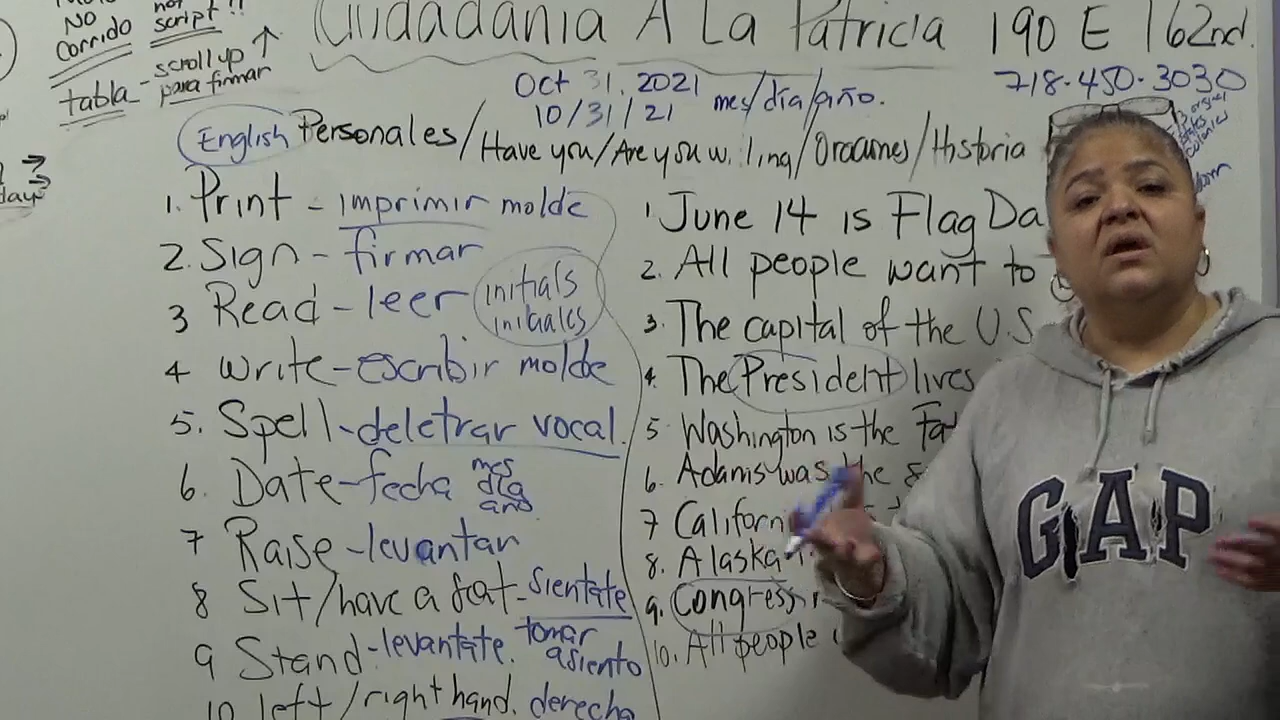 NO not
Corrido script !!
tabla - scroll up ↑
para firmar
Ciudadania A La Patricia 190 E 162nd.
Oct 31, 2021
718.450.3030
10/31/21 mes/día/año.
English Personales/Have you/Are you w. ling/Oraciones/Historia
1. Print - imprimir molde
2. Sign - firmar
initials
iniciales
3 Read - leer
4 write - escribir molde
5. Spell - deletrar vocal.
6. Date - fecha mes
dia
ano
7 Raise - levantar
8 Sit/have a seat - sientate
tomar
asiento
9 Stand - levantate.
10 left/right hand. derecha
1 June 14 is Flag Da
2. All people want to
3. The capital of the U.S
4. The President lives
5 Washington is the Fat
6. Adams was the
7 Californ
8. Alaska
9. Congress
10. All people
GAP